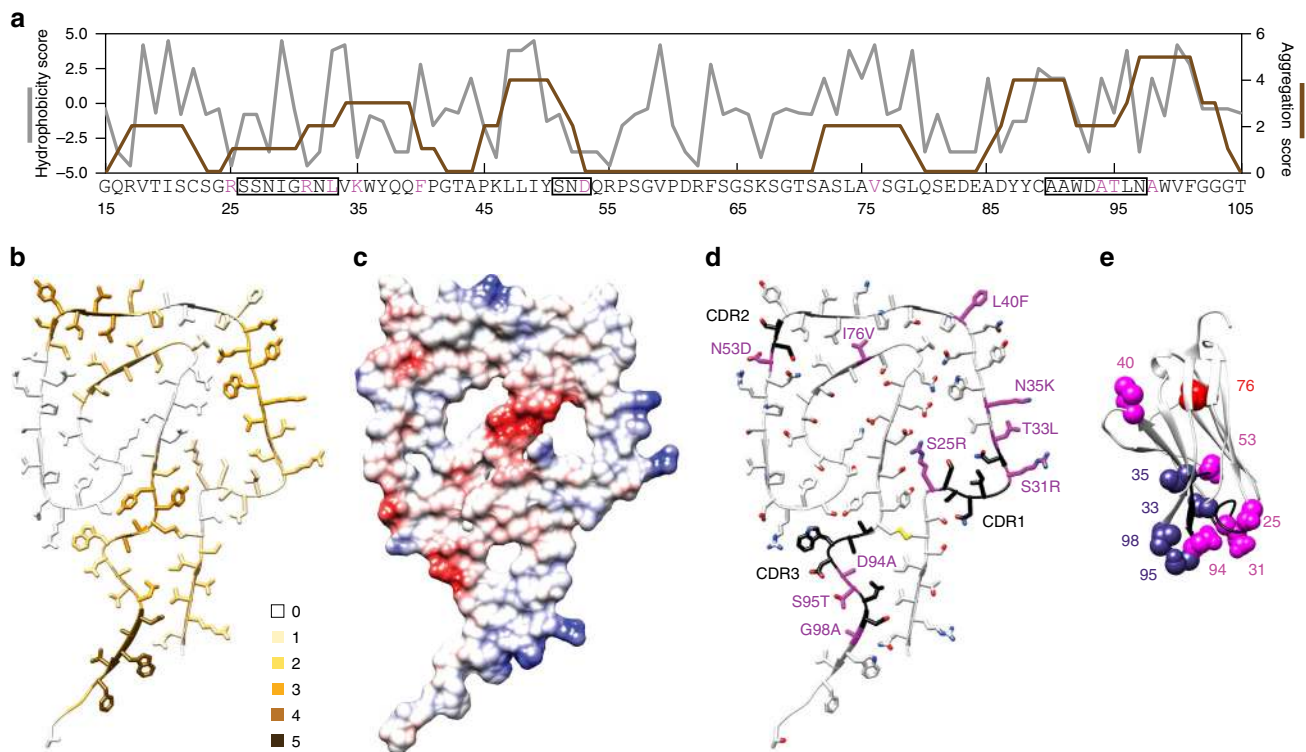 a
Hydrophobicity score
5.0
2.5
0.0
−2.5
−5.0
6
4
2
0
Aggregation score
GQRVTISCSGRSSNIGRNLVKWYQQFPGTAPKLLIYSNDQRPSGVPDRFSGSKSGTSASLAVSGLQSEDEADYYCAAWDATLNAWVFGGGT
15 25 35 45 55 65 75 85 95 105
b
c
d
e
0
1
2
3
4
5
CDR2
N53D
I76V
L40F
N35K
T33L
S25R
S31R
CDR1
CDR3
D94A
S95T
G98A
40
76
53
35
33
25
98
95
94
31